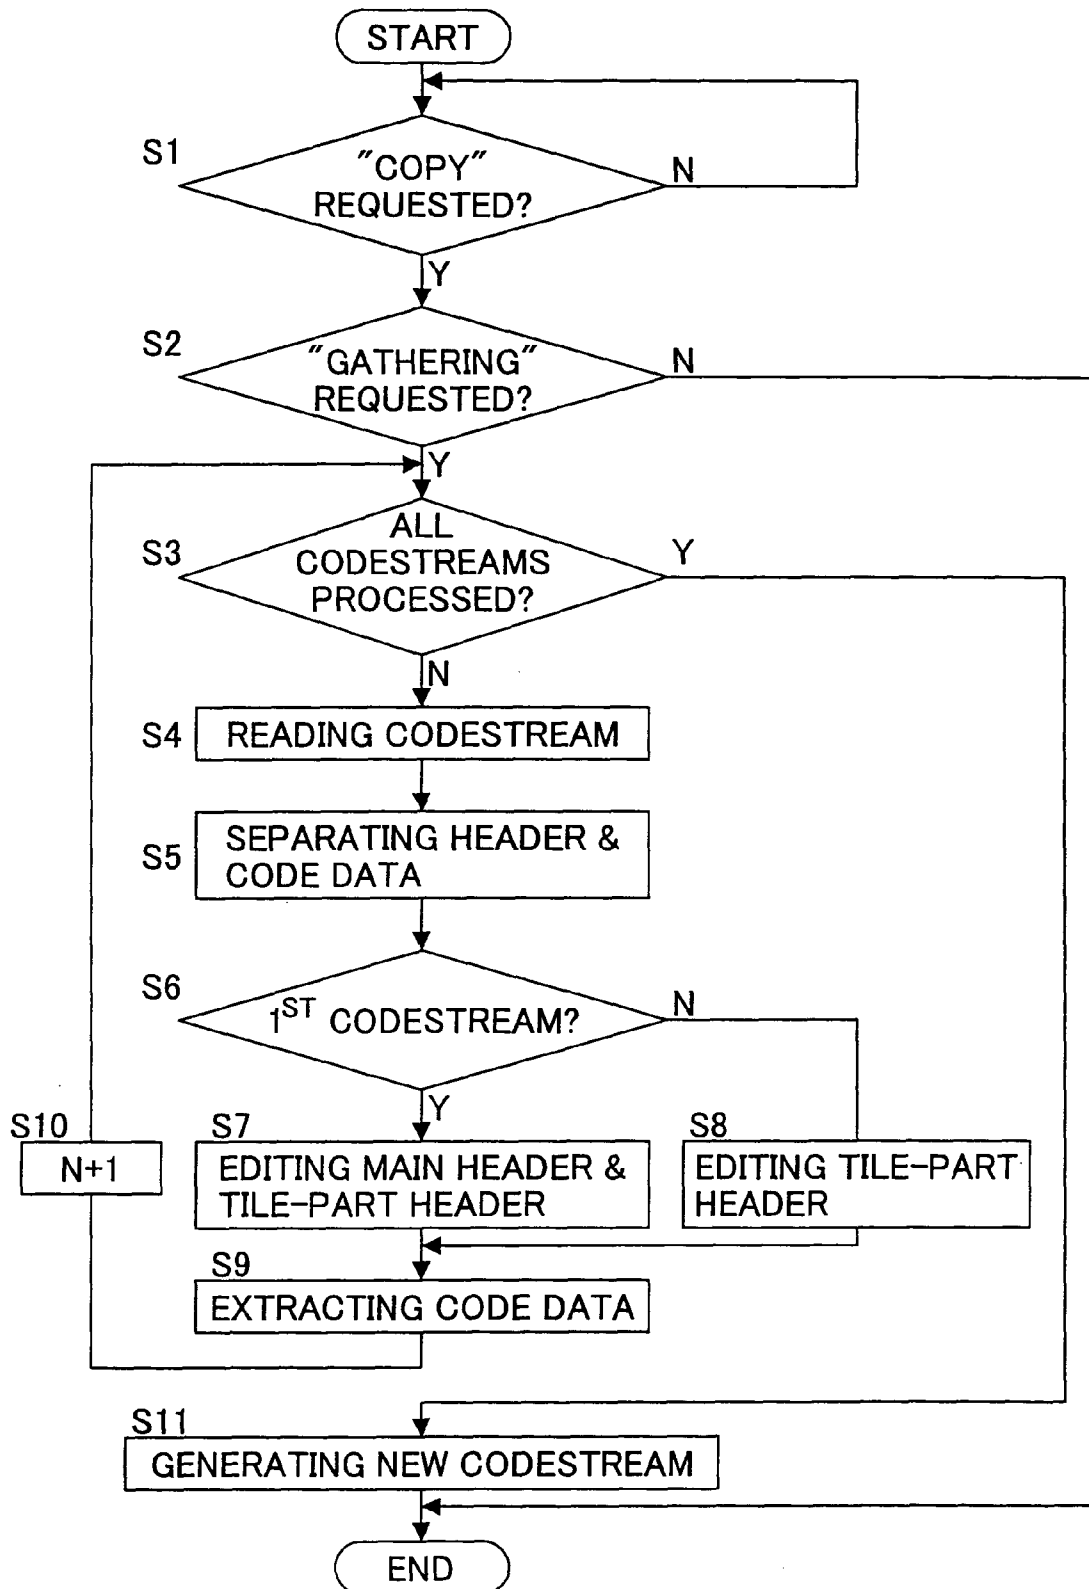 START
S1
"COPY"
REQUESTED?
N
Y
S2
"GATHERING"
REQUESTED?
N
Y
S3
ALL
CODESTREAMS
PROCESSED?
Y
N
S4
READING CODESTREAM
S5
SEPARATING HEADER &
CODE DATA
S6
1ST CODESTREAM?
N
Y
S10
N+1
S7
EDITING MAIN HEADER &
TILE-PART HEADER
S8
EDITING TILE-PART
HEADER
S9
EXTRACTING CODE DATA
S11
GENERATING NEW CODESTREAM
END